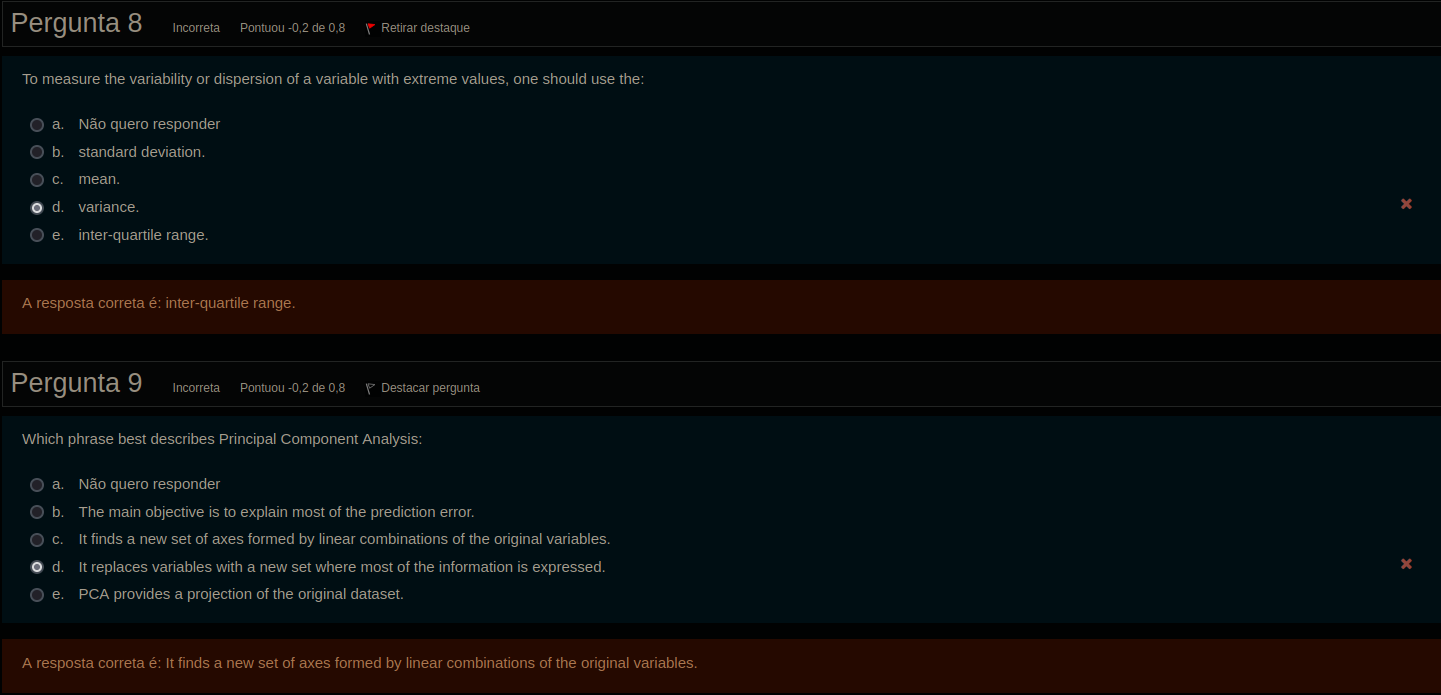 Pergunta 8 Incorreta Pontuou -0,2 de 0,8 Retirar destaque
To measure the variability or dispersion of a variable with extreme values, one should use the:
a. Não quero responder
b. standard deviation.
c. mean.
d. variance.
e. inter-quartile range.
A resposta correta é: inter-quartile range.
Pergunta 9 Incorreta Pontuou -0,2 de 0,8 Destacar pergunta
Which phrase best describes Principal Component Analysis:
a. Não quero responder
b. The main objective is to explain most of the prediction error.
c. It finds a new set of axes formed by linear combinations of the original variables.
d. It replaces variables with a new set where most of the information is expressed.
e. PCA provides a projection of the original dataset.
A resposta correta é: It finds a new set of axes formed by linear combinations of the original variables.